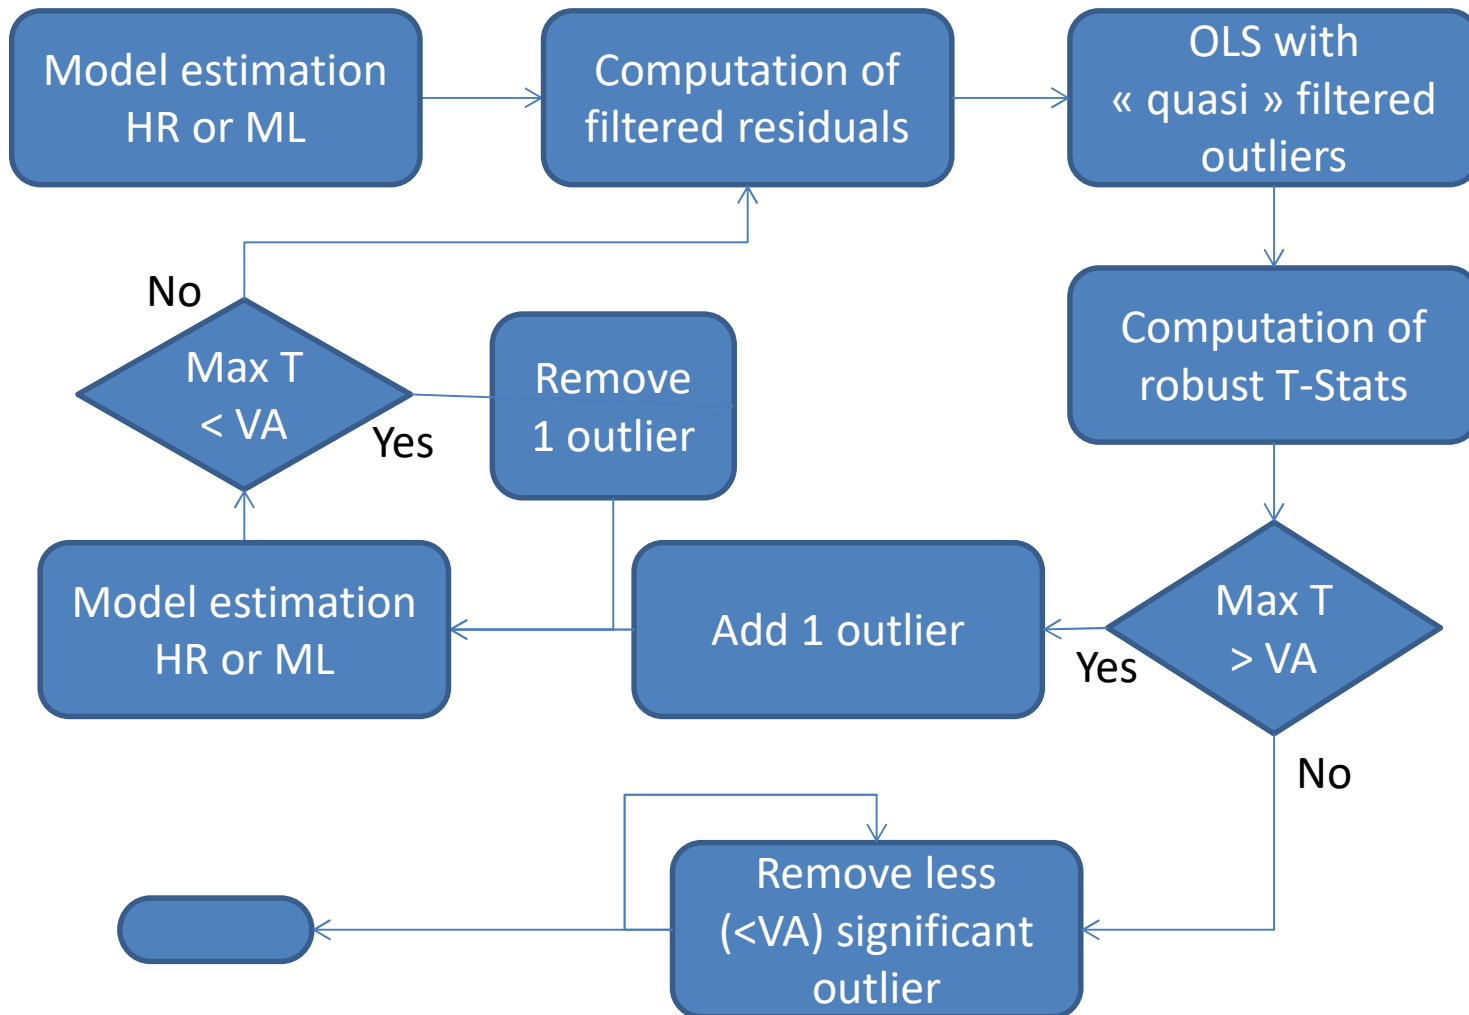 Model estimation
HR or ML
Computation of
filtered residuals
OLS with
« quasi » filtered
outliers
No
Max T
< VA
Yes
Remove
1 outlier
Computation of
robust T-Stats
Model estimation
HR or ML
Add 1 outlier
Max T
> VA
Yes
No
Remove less
(<VA) significant
outlier